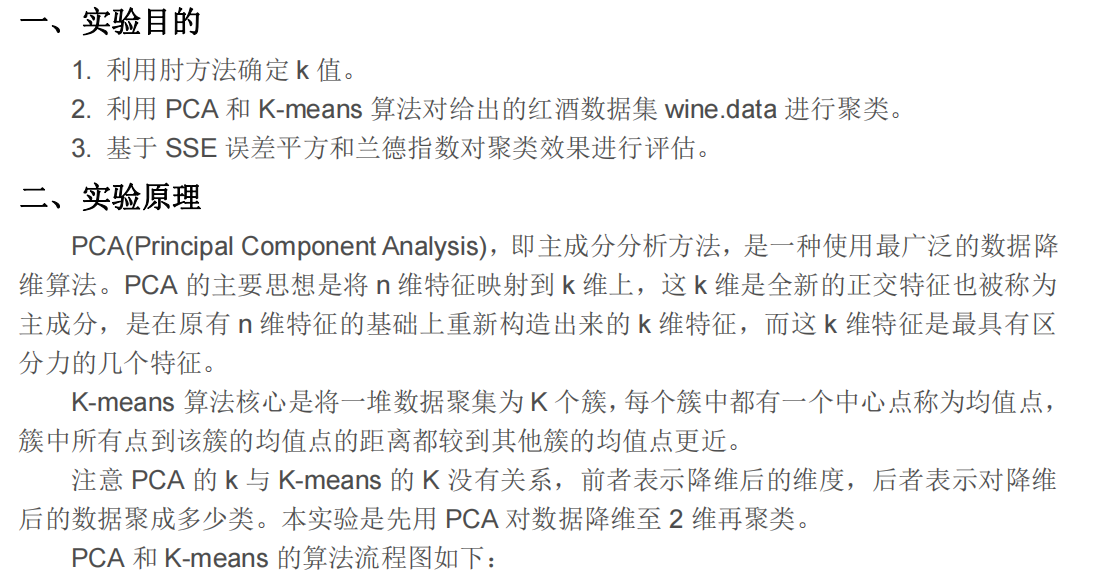 一、实验目的
1. 利用肘方法确定 k 值。
2. 利用 PCA 和 K-means 算法对给出的红酒数据集 wine.data 进行聚类。
3. 基于 SSE 误差平方和兰德指数对聚类效果进行评估。
二、实验原理
PCA(Principal Component Analysis)，即主成分分析方法，是一种使用最广泛的数据降
维算法。PCA 的主要思想是将 n 维特征映射到 k 维上，这 k 维是全新的正交特征也被称为
主成分，是在原有 n 维特征的基础上重新构造出来的 k 维特征，而这 k 维特征是最具有区
分力的几个特征。
K-means 算法核心是将一堆数据聚集为 K 个簇，每个簇中都有一个中心点称为均值点，
簇中所有点到该簇的均值点的距离都较到其他簇的均值点更近。
注意 PCA 的 k 与 K-means 的 K 没有关系，前者表示降维后的维度，后者表示对降维
后的数据聚成多少类。本实验是先用 PCA 对数据降维至 2 维再聚类。
PCA 和 K-means 的算法流程图如下：